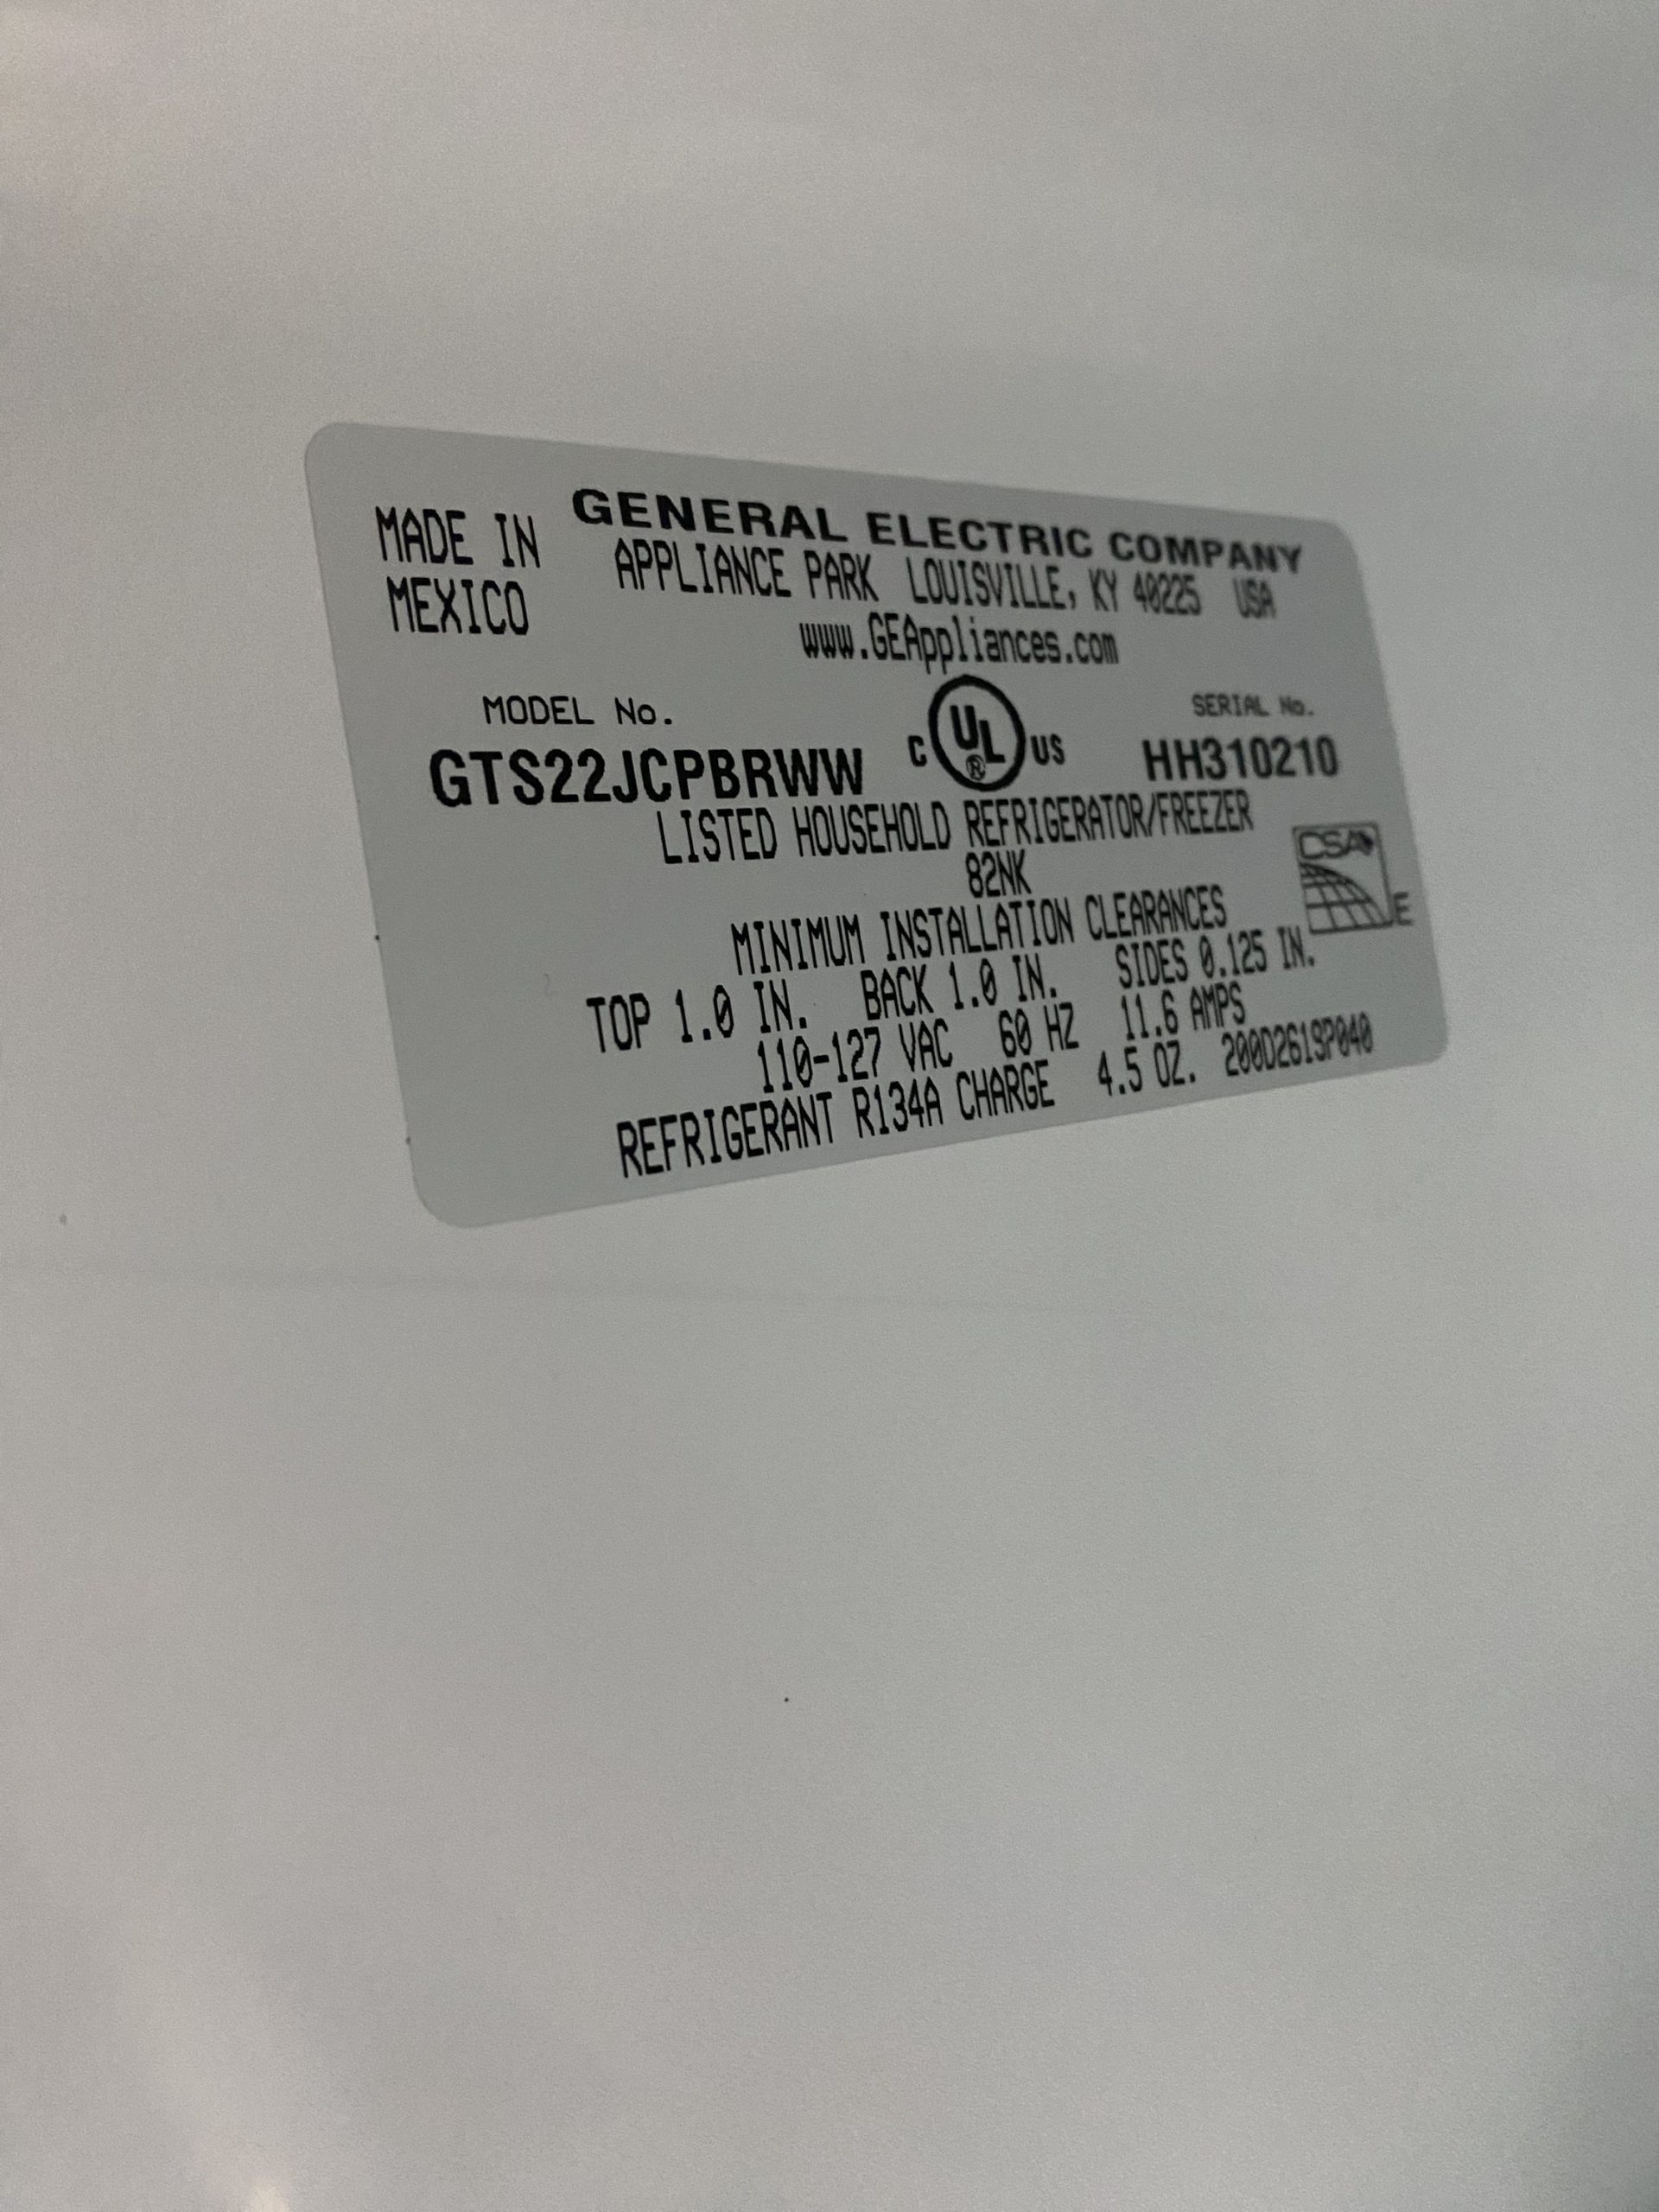 MADE IN
MEXICO
GENERAL ELECTRIC COMPANY
APPLIANCE PARK LOUISVILLE, KY 40225 USA
www.GEAppliances.com
MODEL No.
GTS22JCPBRWW
C UL ® US
SERIAL No.
HH310210
LISTED HOUSEHOLD REFRIGERATOR/FREEZER
82NK
CSA E
MINIMUM INSTALLATION CLEARANCES
TOP 1.0 IN. BACK 1.0 IN. SIDES 0.125 IN.
110-127 VAC 60 HZ 11.6 AMPS
REFRIGERANT R134A CHARGE 4.5 OZ. 200D2619P040